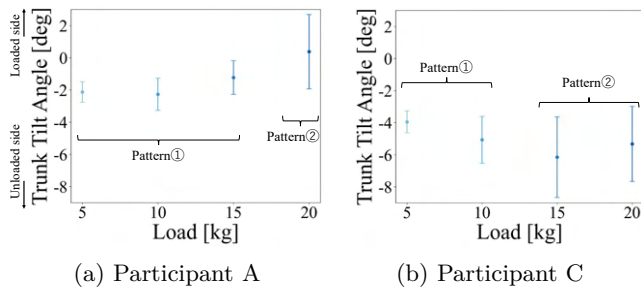 Loaded side
Unloaded side
Trunk Tilt Angle [deg]
2
0
-2
-4
-6
-8
Pattern①
Pattern②
5
10
15
20
Load [kg]
(a) Participant A
Trunk Tilt Angle [deg]
2
0
-2
-4
-6
-8
Pattern①
Pattern②
5
10
15
20
Load [kg]
(b) Participant C